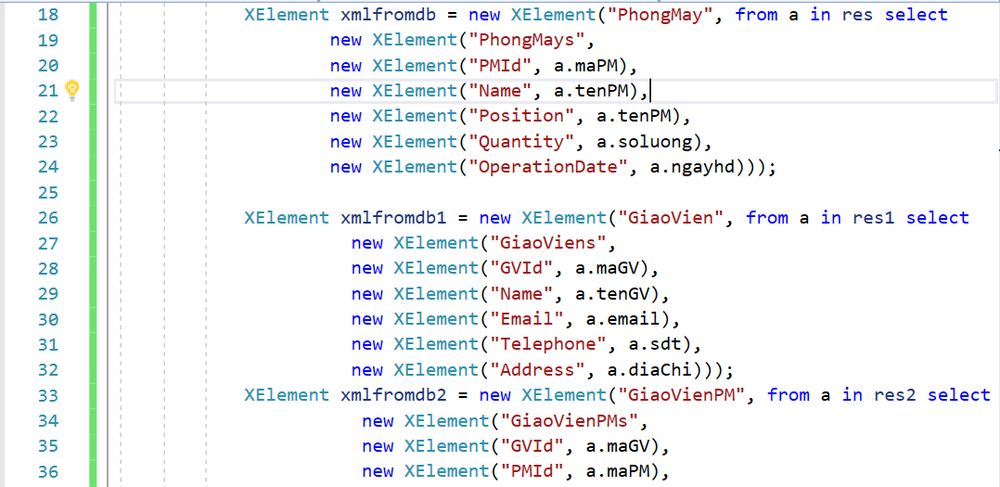 18 XElement xmlfromdb = new XElement("PhongMay", from a in res select
19 new XElement("PhongMays",
20 new XElement("PMId", a.maPM),
21 new XElement("Name", a.tenPM),
22 new XElement("Position", a.tenPM),
23 new XElement("Quantity", a.soluong),
24 new XElement("OperationDate", a.ngayhd)));
25
26 XElement xmlfromdb1 = new XElement("GiaoVien", from a in res1 select
27 new XElement("GiaoViens",
28 new XElement("GVId", a.maGV),
29 new XElement("Name", a.tenGV),
30 new XElement("Email", a.email),
31 new XElement("Telephone", a.sdt),
32 new XElement("Address", a.diaChi)));
33 XElement xmlfromdb2 = new XElement("GiaoVienPM", from a in res2 select
34 new XElement("GiaoVienPMs",
35 new XElement("GVId", a.maGV),
36 new XElement("PMId", a.maPM),